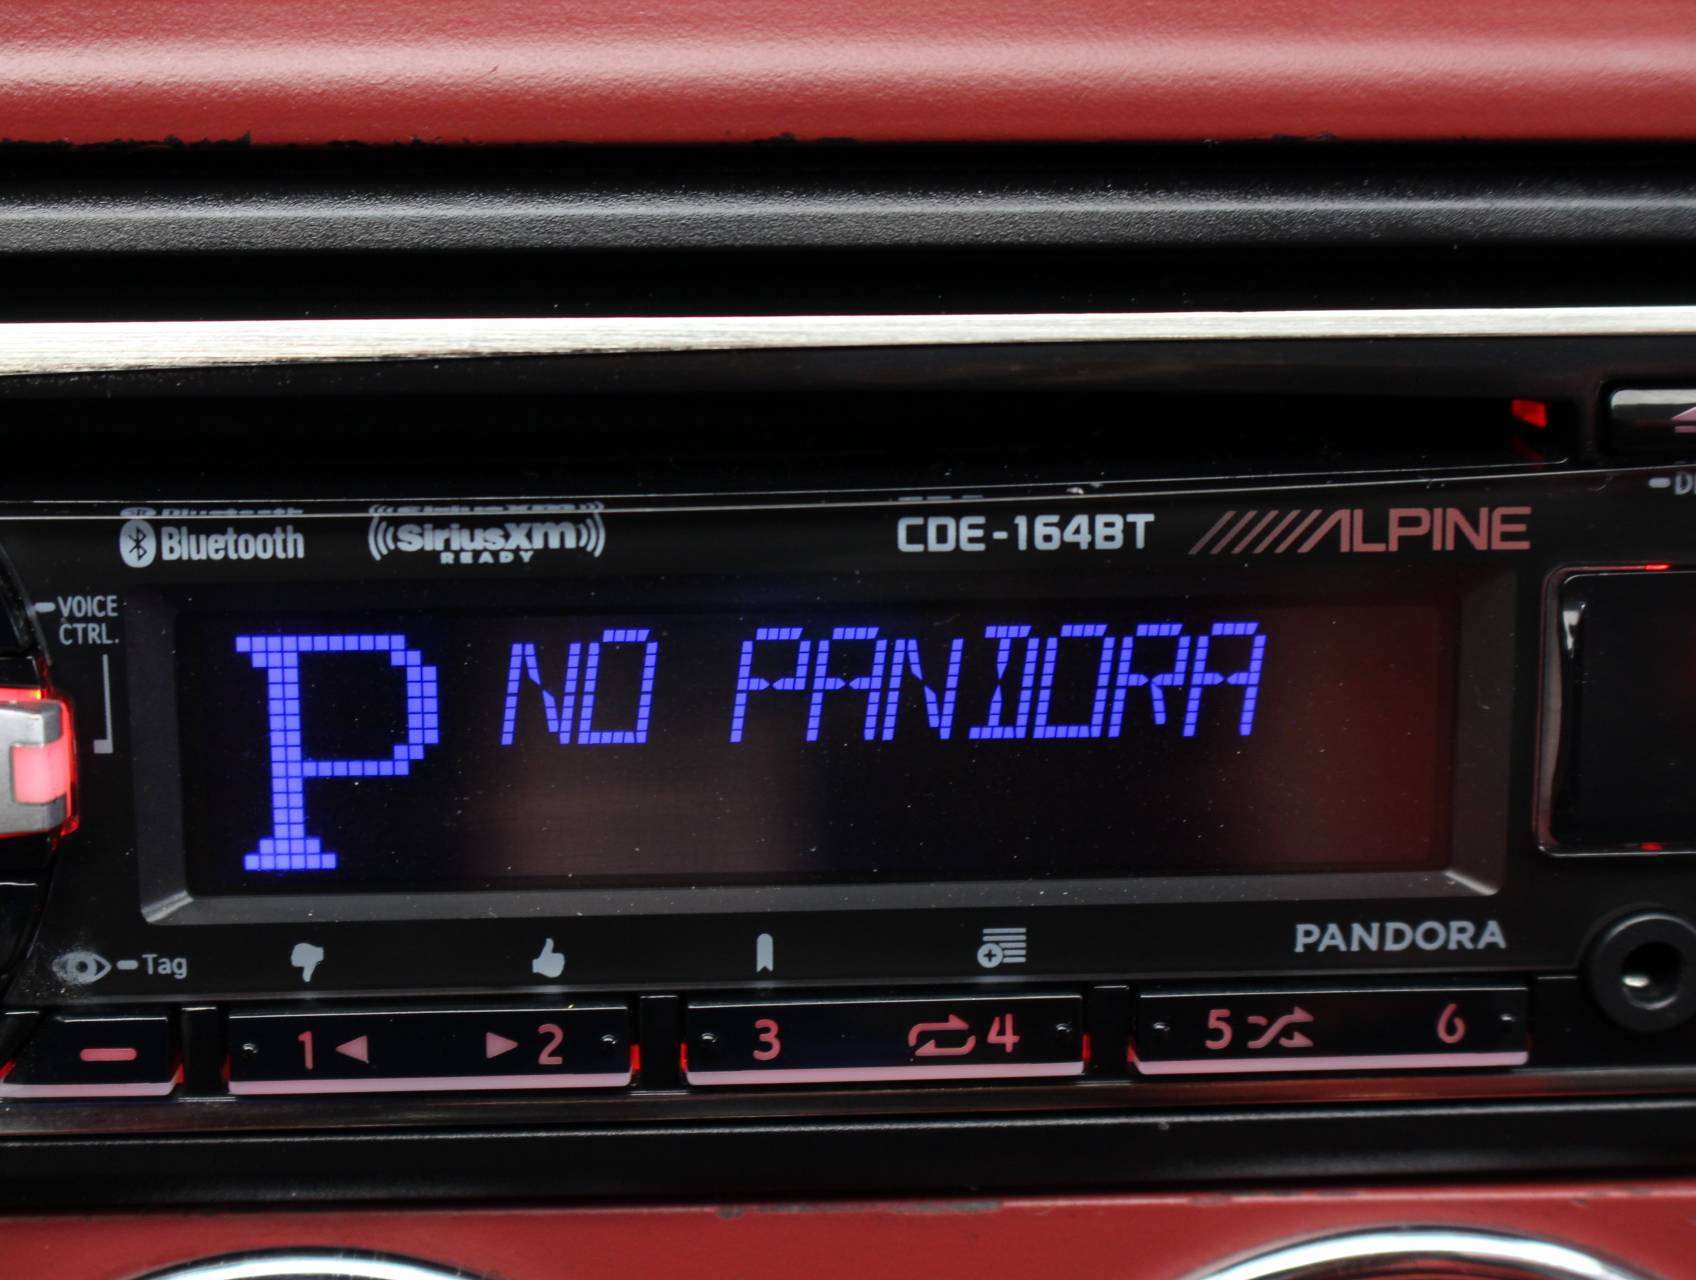 Bluetooth
SiriusXm
READY
CDE-164BT
ALPINE
VOICE
CTRL.
P NO PANDORA
Tag
PANDORA
1 2 3 4 5 6